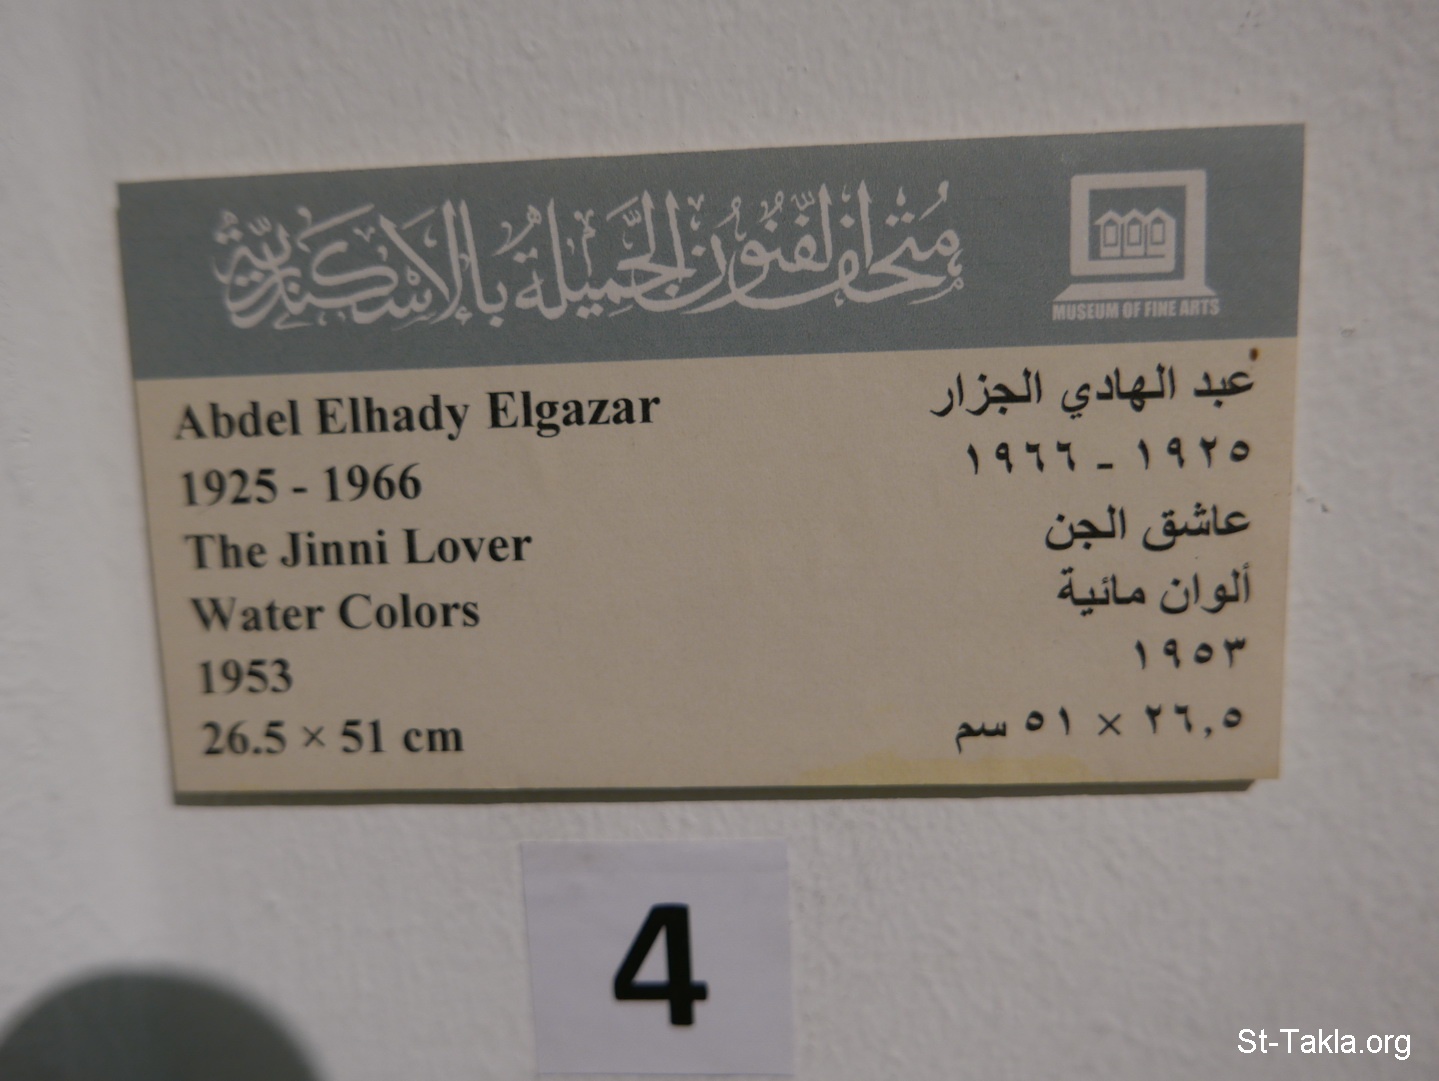 متحف الفنون الجميلة بالاسكندرية
MUSEUM OF FINE ARTS
Abdel Elhady Elgazar
1925 - 1966
The Jinni Lover
Water Colors
1953
26.5 × 51 cm
عبد الهادي الجزار
١٩٢٥ - ١٩٦٦
عاشق الجن
ألوان مائية
١٩٥٣
٢٦,٥ × ٥١ سم
4
St-Takla.org